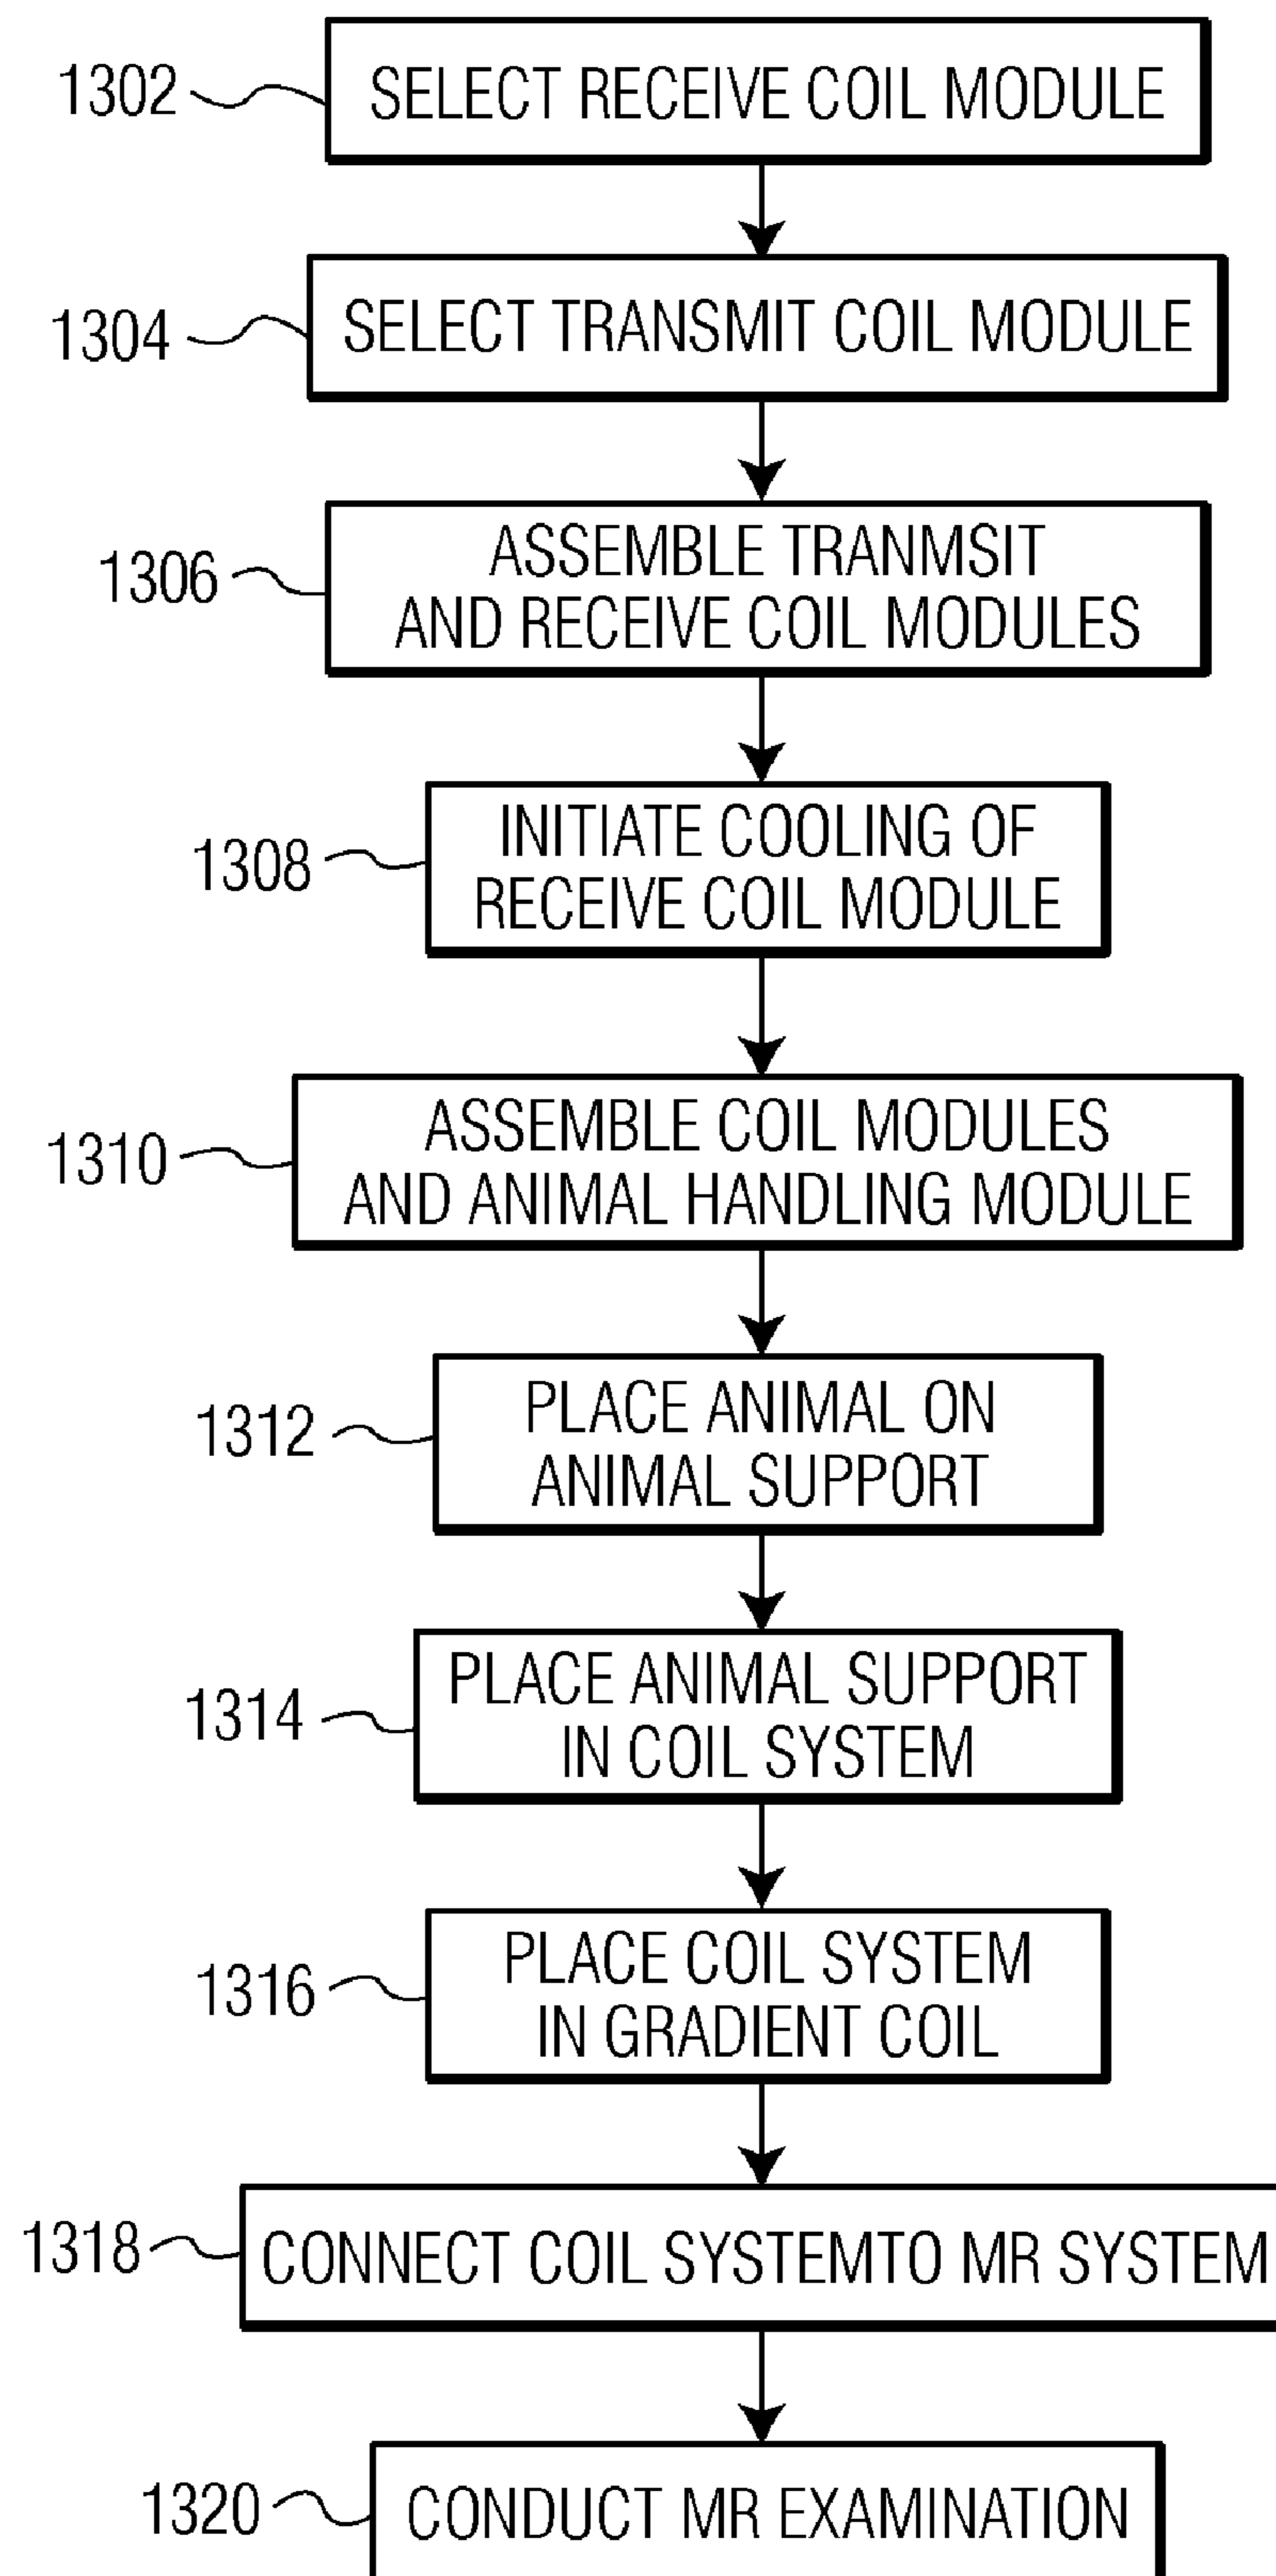 1302
SELECT RECEIVE COIL MODULE
1304
SELECT TRANSMIT COIL MODULE
1306
ASSEMBLE TRANMSIT
AND RECEIVE COIL MODULES
1308
INITIATE COOLING OF
RECEIVE COIL MODULE
1310
ASSEMBLE COIL MODULES
AND ANIMAL HANDLING MODULE
1312
PLACE ANIMAL ON
ANIMAL SUPPORT
1314
PLACE ANIMAL SUPPORT
IN COIL SYSTEM
1316
PLACE COIL SYSTEM
IN GRADIENT COIL
1318
CONNECT COIL SYSTEMTO MR SYSTEM
1320
CONDUCT MR EXAMINATION